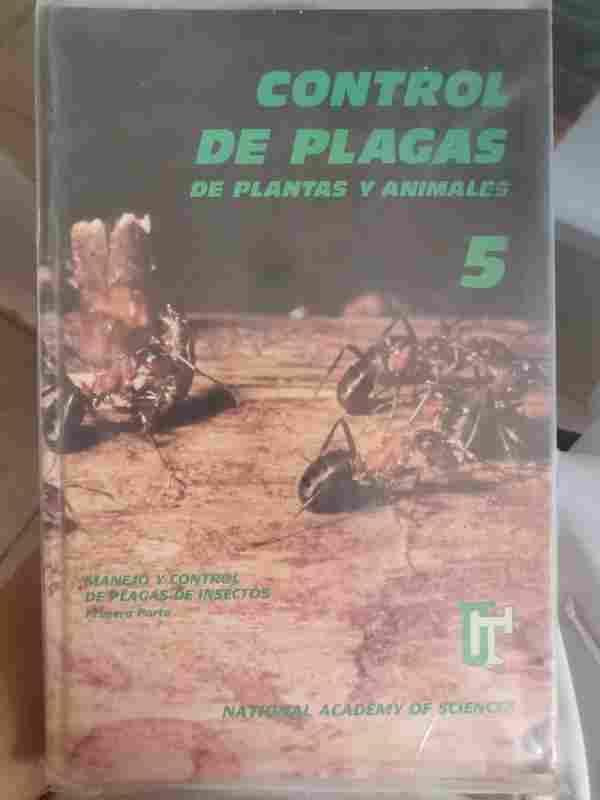 CONTROL
DE PLAGAS
DE PLANTAS Y ANIMALES
5
MANEJO Y CONTROL
DE PLAGAS DE INSECTOS
Primera Parte
NATIONAL ACADEMY OF SCIENCES